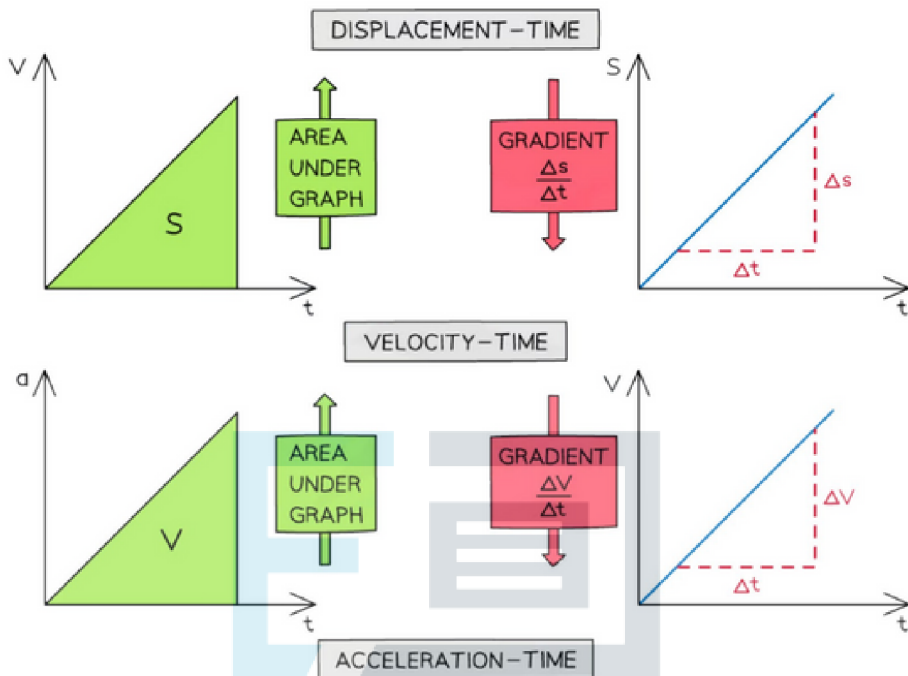 DISPLACEMENT-TIME
V
S
t
AREA
UNDER
GRAPH
GRADIENT
Δs
Δt
S
Δs
Δt
t
VELOCITY-TIME
a
V
t
AREA
UNDER
GRAPH
GRADIENT
ΔV
Δt
V
ΔV
Δt
t
ACCELERATION-TIME